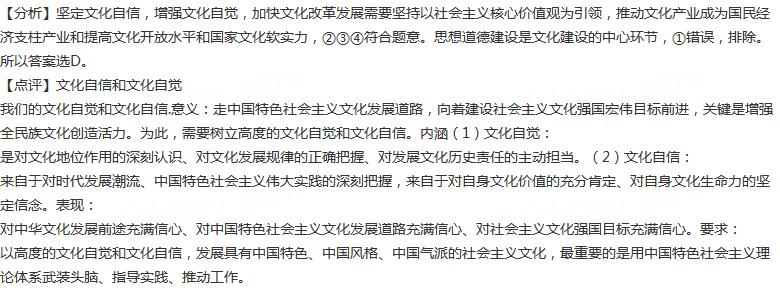 【分析】坚定文化自信，增强文化自觉，加快文化改革发展需要坚持以社会主义核心价值观为引领，推动文化产业成为国民经
济支柱产业和提高文化开放水平和国家文化软实力，②③④符合题意。思想道德建设是文化建设的中心环节，①错误，排除。
所以答案选D。
【点评】文化自信和文化自觉
我们的文化自觉和文化自信.意义：走中国特色社会主义文化发展道路，向着建设社会主义文化强国宏伟目标前进，关键是增强
全民族文化创造活力。为此，需要树立高度的文化自觉和文化自信。内涵（1）文化自觉：
是对文化地位作用的深刻认识、对文化发展规律的正确把握、对发展文化历史责任的主动担当。（2）文化自信：
来自于对时代发展潮流、中国特色社会主义伟大实践的深刻把握，来自于对自身文化价值的充分肯定、对自身文化生命力的坚
定信念。表现：
对中华文化发展前途充满信心、对中国特色社会主义文化发展道路充满信心、对社会主义文化强国目标充满信心。要求：
以高度的文化自觉和文化自信，发展具有中国特色、中国风格、中国气派的社会主义文化，最重要的是用中国特色社会主义理
论体系武装头脑、指导实践、推动工作。